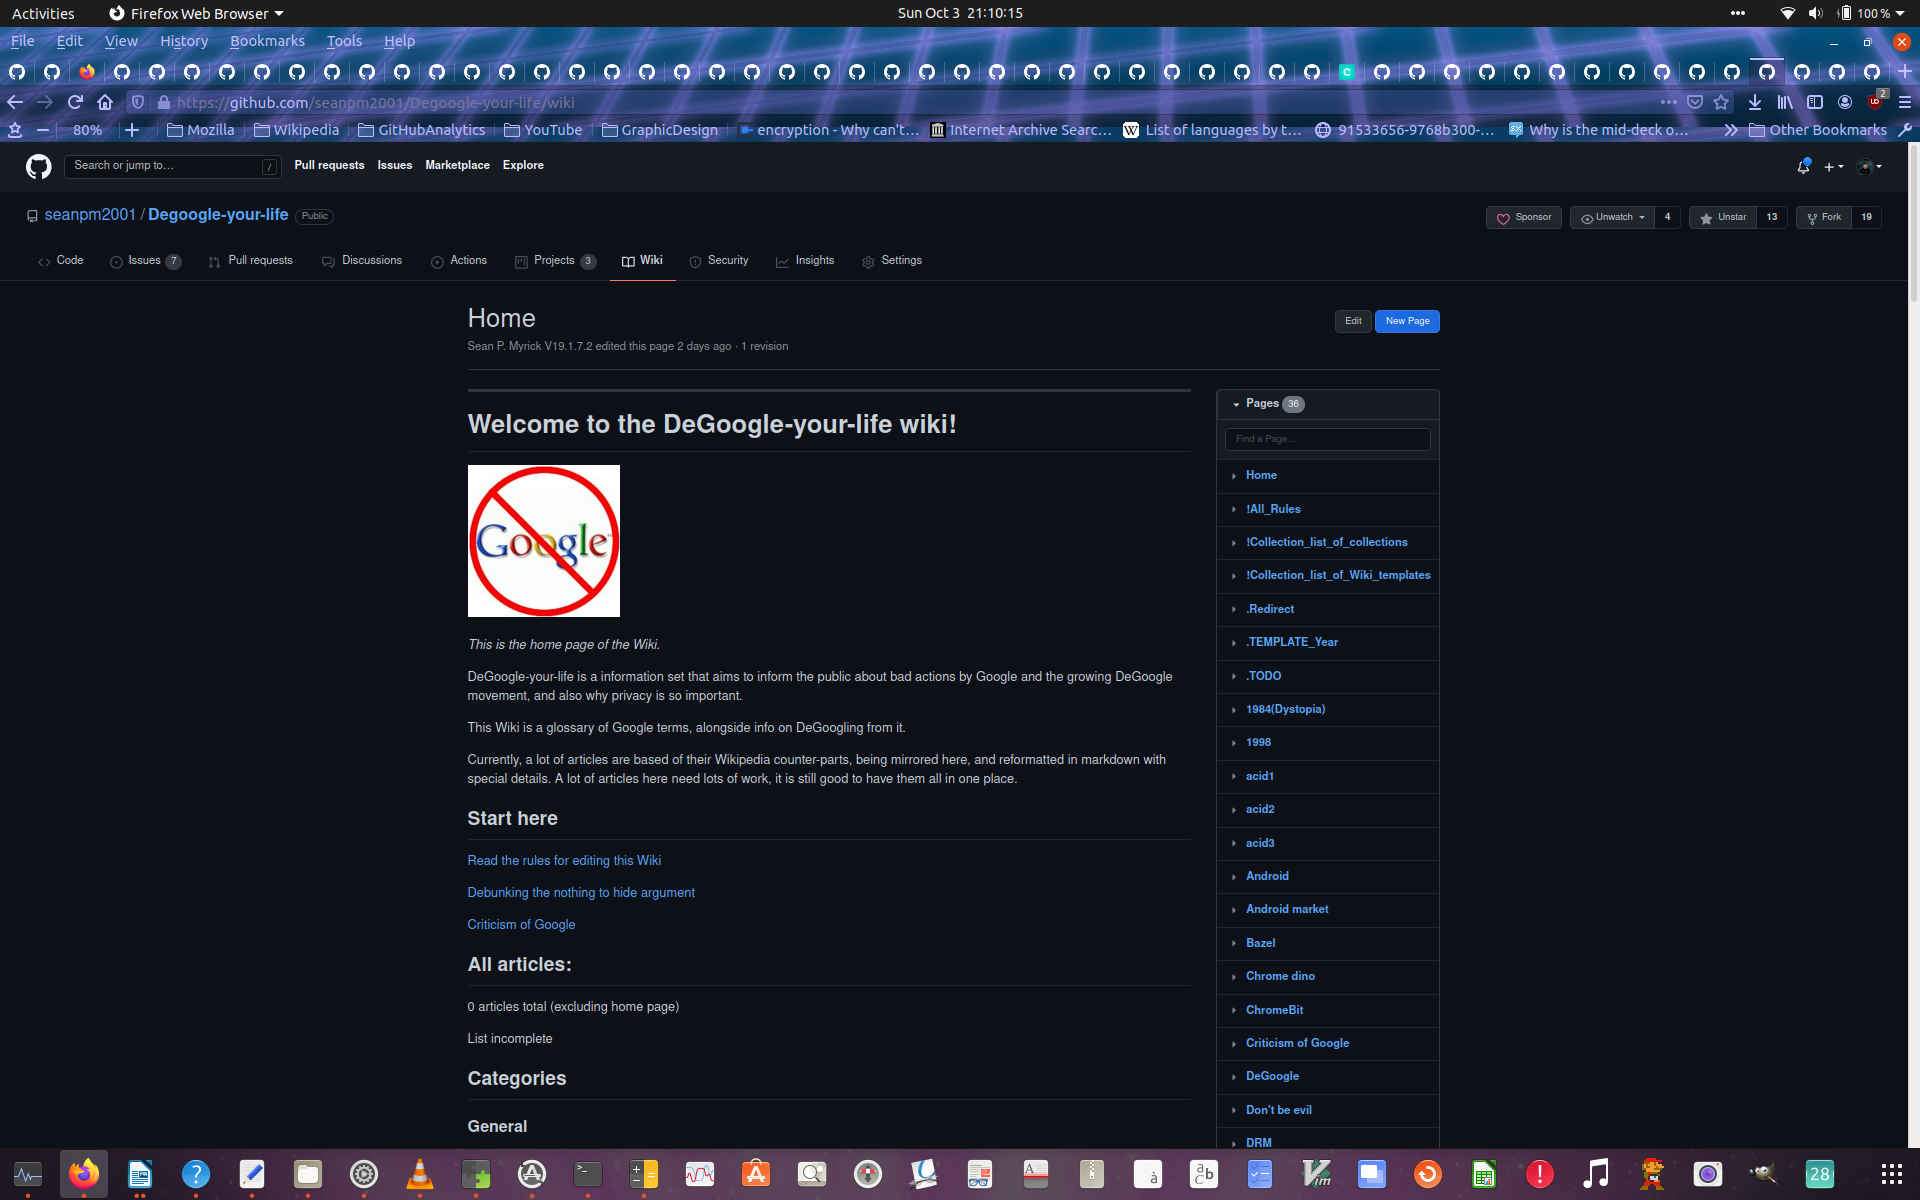 Activities
Firefox Web Browser
Sun Oct 3 21:10:15
100 %
File Edit View History Bookmarks Tools Help
https://github.com/seanpm2001/Degoogle-your-life/wiki
2
80%
Mozilla
Wikipedia
GitHubAnalytics
YouTube
GraphicDesign
encryption - Why can't…
Internet Archive Searc…
List of languages by t…
91533656-9768b300-…
Why is the mid-deck o…
Other Bookmarks
Search or jump to…
/
Pull requests Issues Marketplace Explore
seanpm2001 / Degoogle-your-life Public
Sponsor
Unwatch 4
Unstar 13
Fork 19
Code
Issues 7
Pull requests
Discussions
Actions
Projects 3
Wiki
Security
Insights
Settings
Home
Edit
New Page
Sean P. Myrick V19.1.7.2 edited this page 2 days ago · 1 revision
Welcome to the DeGoogle-your-life wiki!
Google
This is the home page of the Wiki.
DeGoogle-your-life is a information set that aims to inform the public about bad actions by Google and the growing DeGoogle
movement, and also why privacy is so important.
This Wiki is a glossary of Google terms, alongside info on DeGoogling from it.
Currently, a lot of articles are based of their Wikipedia counter-parts, being mirrored here, and reformatted in markdown with
special details. A lot of articles here need lots of work, it is still good to have them all in one place.
Start here
Read the rules for editing this Wiki
Debunking the nothing to hide argument
Criticism of Google
All articles:
0 articles total (excluding home page)
List incomplete
Categories
General
Pages 36
Find a Page…
Home
!All_Rules
!Collection_list_of_collections
!Collection_list_of_Wiki_templates
.Redirect
.TEMPLATE_Year
.TODO
1984(Dystopia)
1998
acid1
acid2
acid3
Android
Android market
Bazel
Chrome dino
ChromeBit
Criticism of Google
DeGoogle
Don't be evil
DRM
28